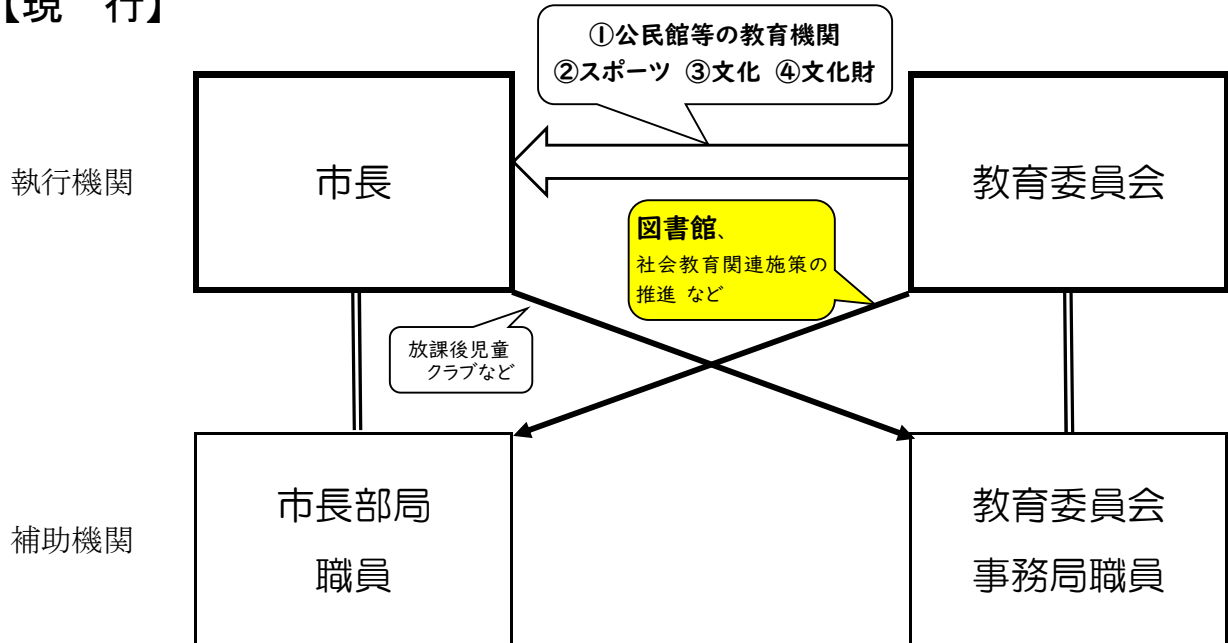 【現　行】
①公民館等の教育機関
②スポーツ ③文化 ④文化財
執行機関
市長
教育委員会
図書館、
社会教育関連施策の
推進 など
放課後児童
クラブなど
補助機関
市長部局
職員
教育委員会
事務局職員